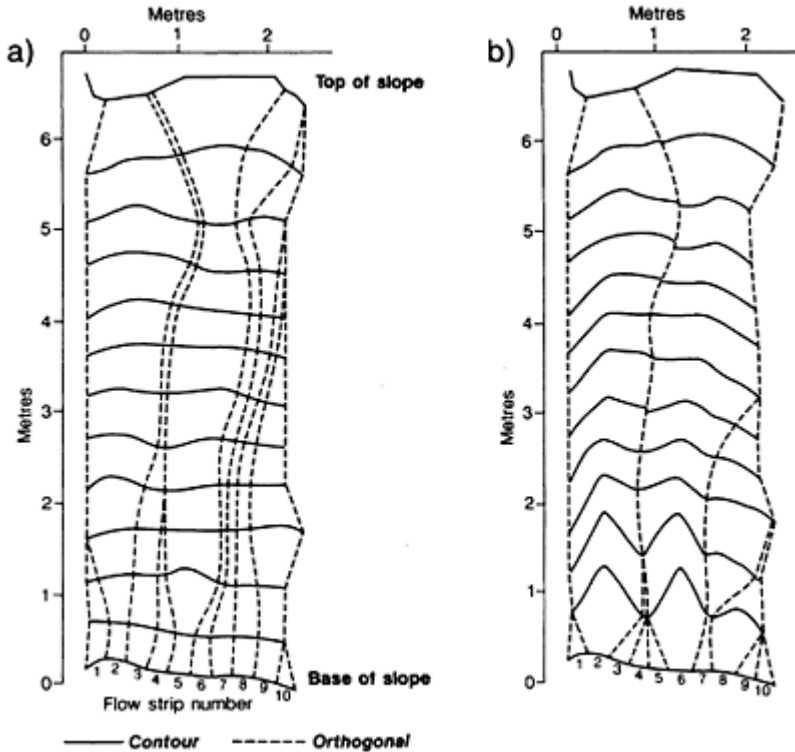 a)
Metres
0 1 2
Top of slope
Metres
6
5
4
3
2
1
0
1 2 3 4 5 6 7 8 9 10
Flow strip number
Base of slope
b)
Metres
0 1 2
Metres
6
5
4
3
2
1
0
1 2 3 4 5 6 7 8 9 10
Contour Orthogonal